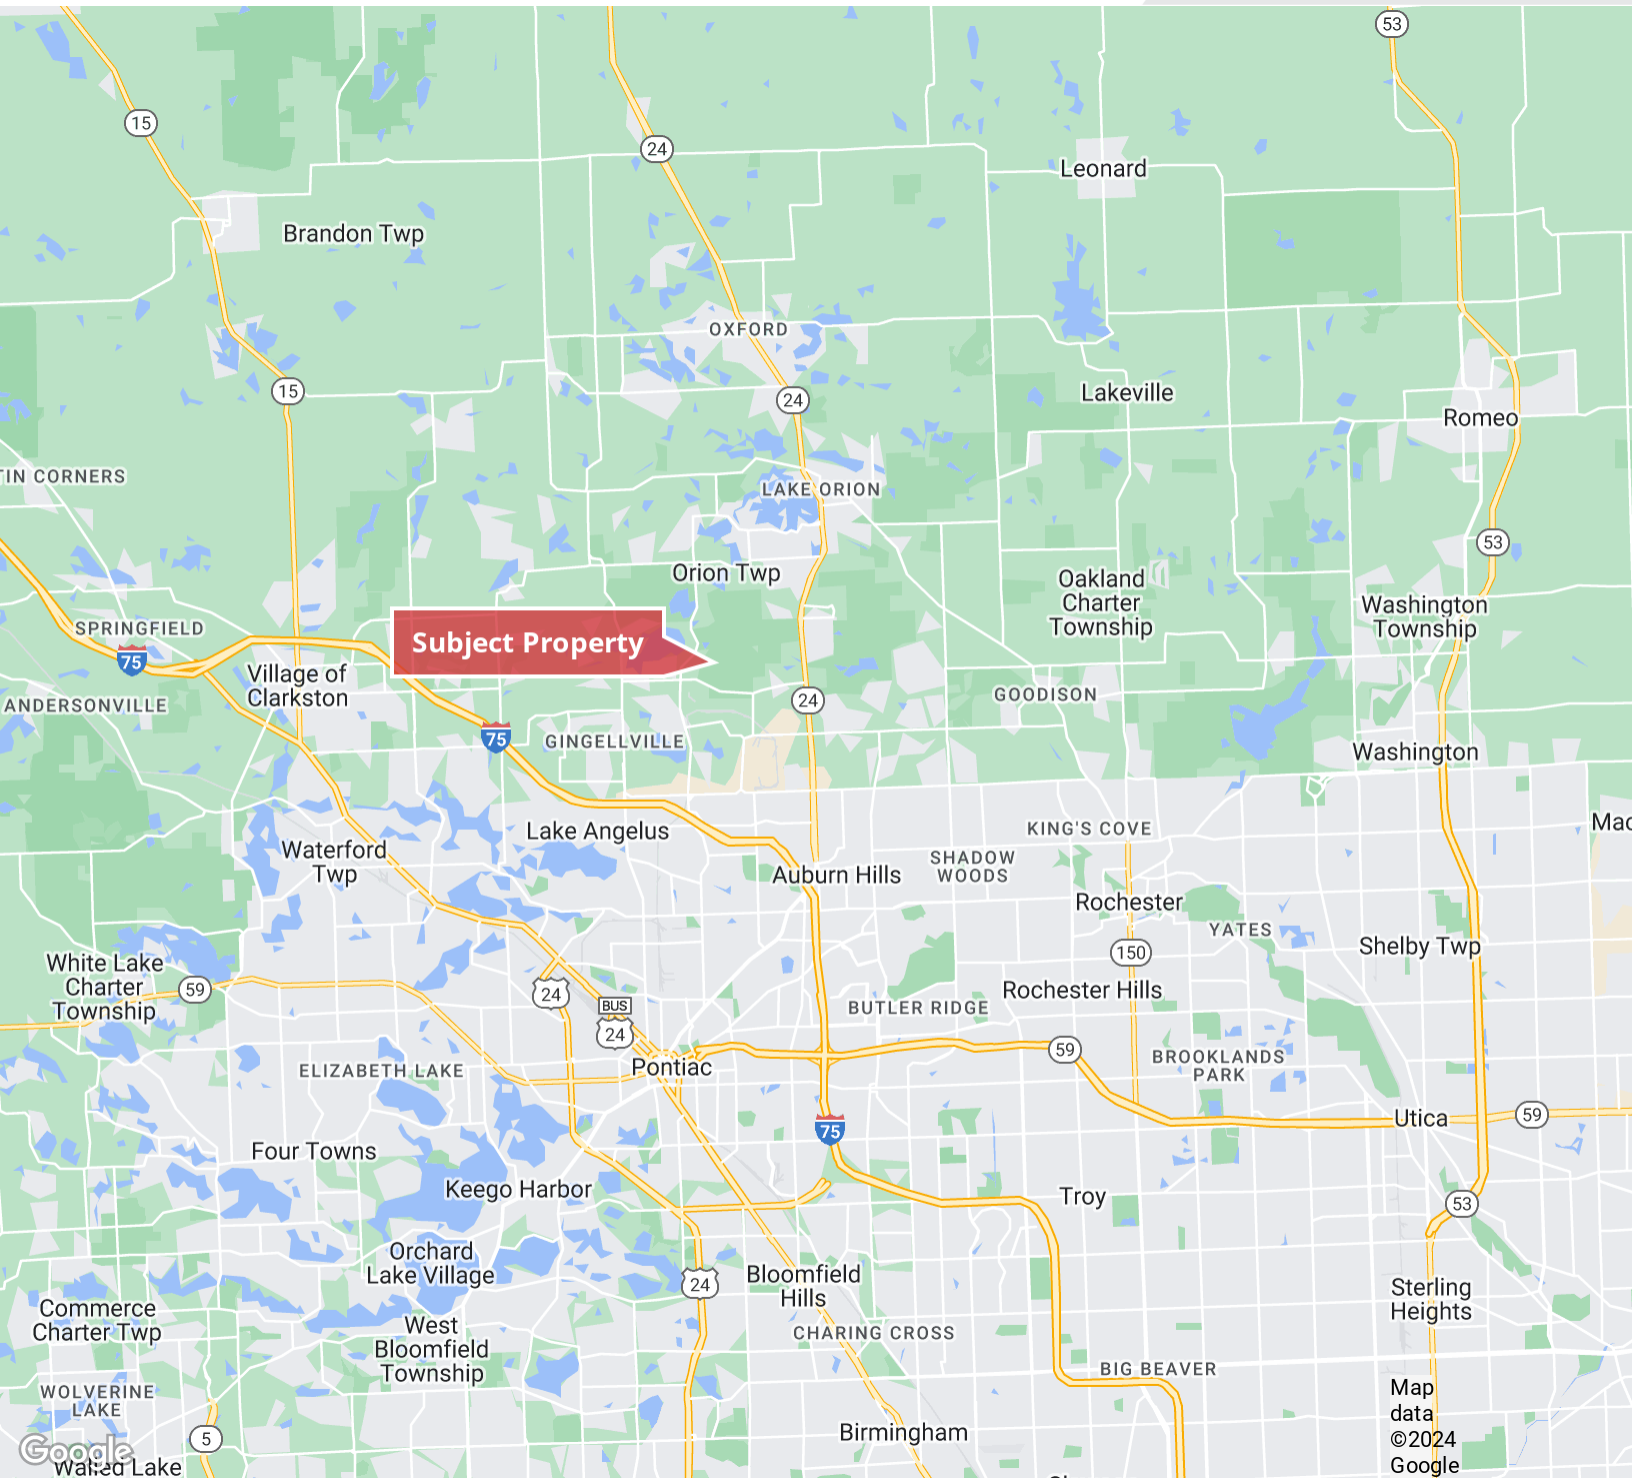 53
15
24
Leonard
Brandon Twp
OXFORD
15
24
Lakeville
Romeo
TIN CORNERS
LAKE ORION
53
Orion Twp
Oakland
Charter
Township
Washington
Township
SPRINGFIELD
Subject Property
75
Village of
Clarkston
ANDERSONVILLE
24
GOODISON
75
GINGELLVILLE
Washington
Lake Angelus
KING'S COVE
Mac
Waterford
Twp
SHADOW
WOODS
Auburn Hills
Rochester
YATES
Shelby Twp
150
White Lake
Charter
Township
59
24
BUS
24
Rochester Hills
BUTLER RIDGE
59
Pontiac
ELIZABETH LAKE
BROOKLANDS
PARK
Utica
59
75
Four Towns
Keego Harbor
Troy
53
Orchard
Lake Village
24
Bloomfield
Hills
Sterling
Heights
Commerce
Charter Twp
West
Bloomfield
Township
CHARING CROSS
BIG BEAVER
WOLVERINE
LAKE
Map
data
©2024
Google
5
Birmingham
Google
Walled Lake